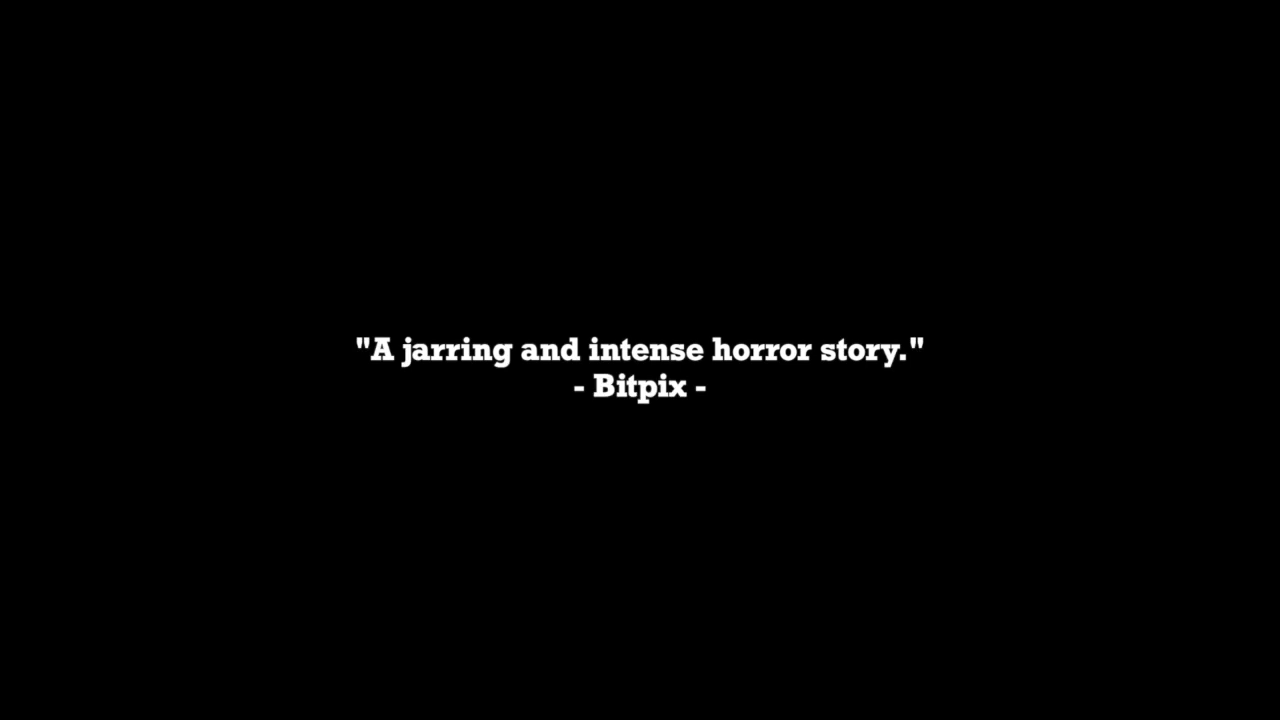 "A jarring and intense horror story."
- Bitpix -